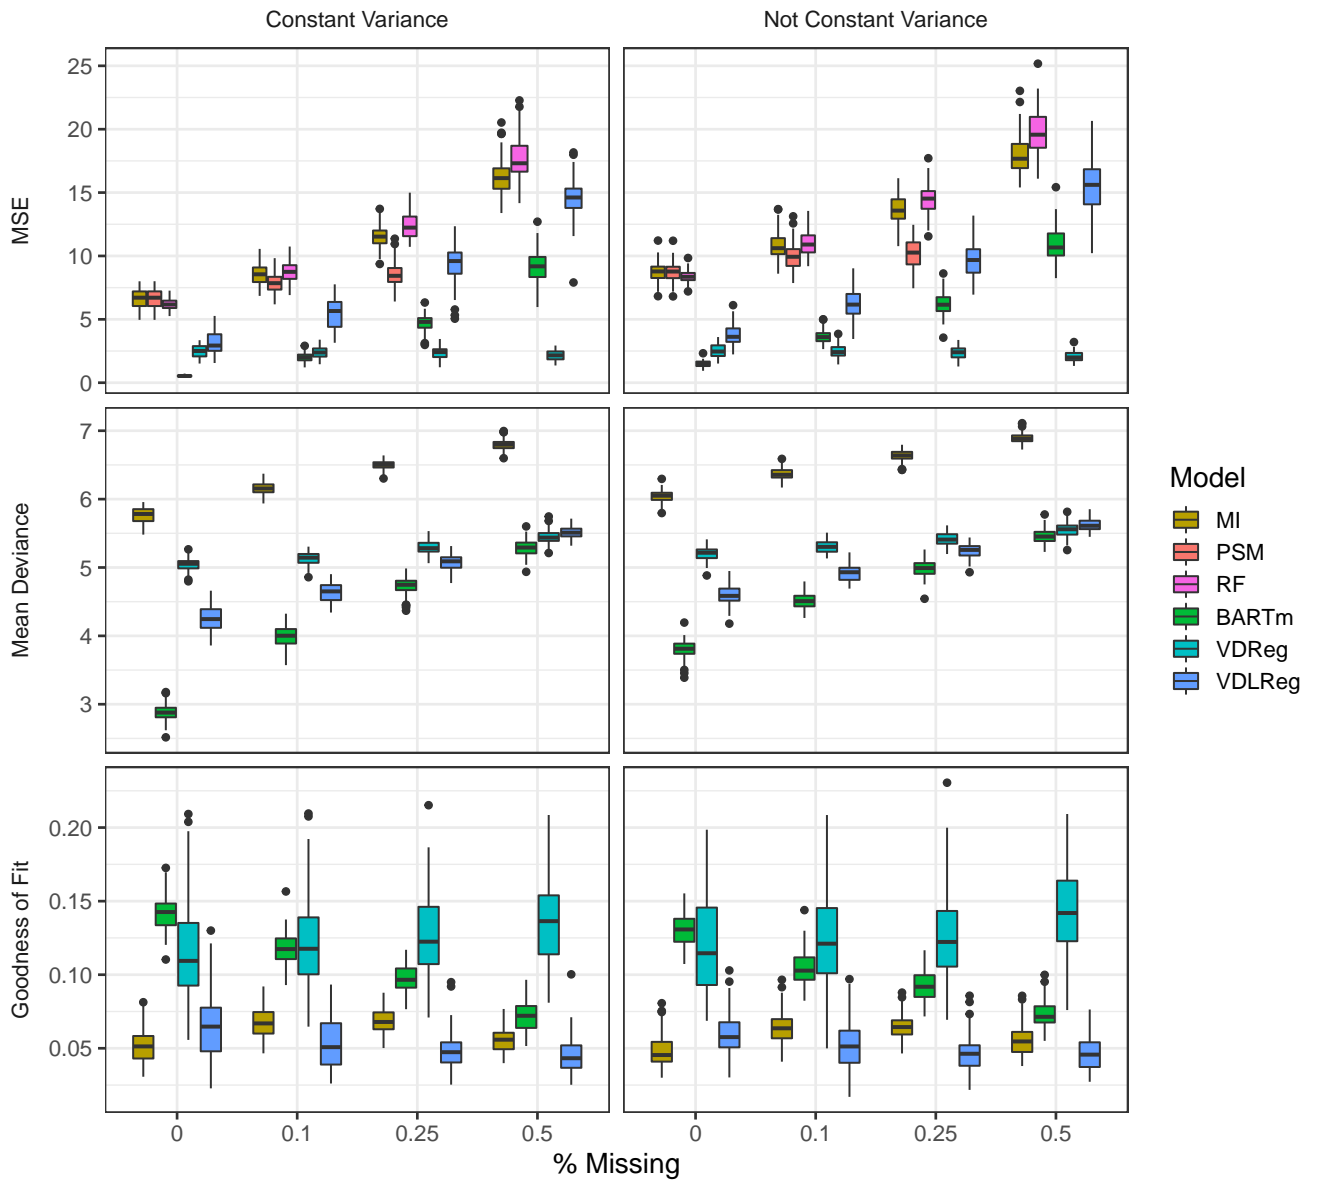 Constant Variance
Not Constant Variance
MSE
25
20
15
10
5
0
Mean Deviance
7
6
5
4
3
Goodness of Fit
0.20
0.15
0.10
0.05
0 0.1 0.25 0.5
0 0.1 0.25 0.5
% Missing
Model
MI
PSM
RF
BARTm
VDReg
VDLReg